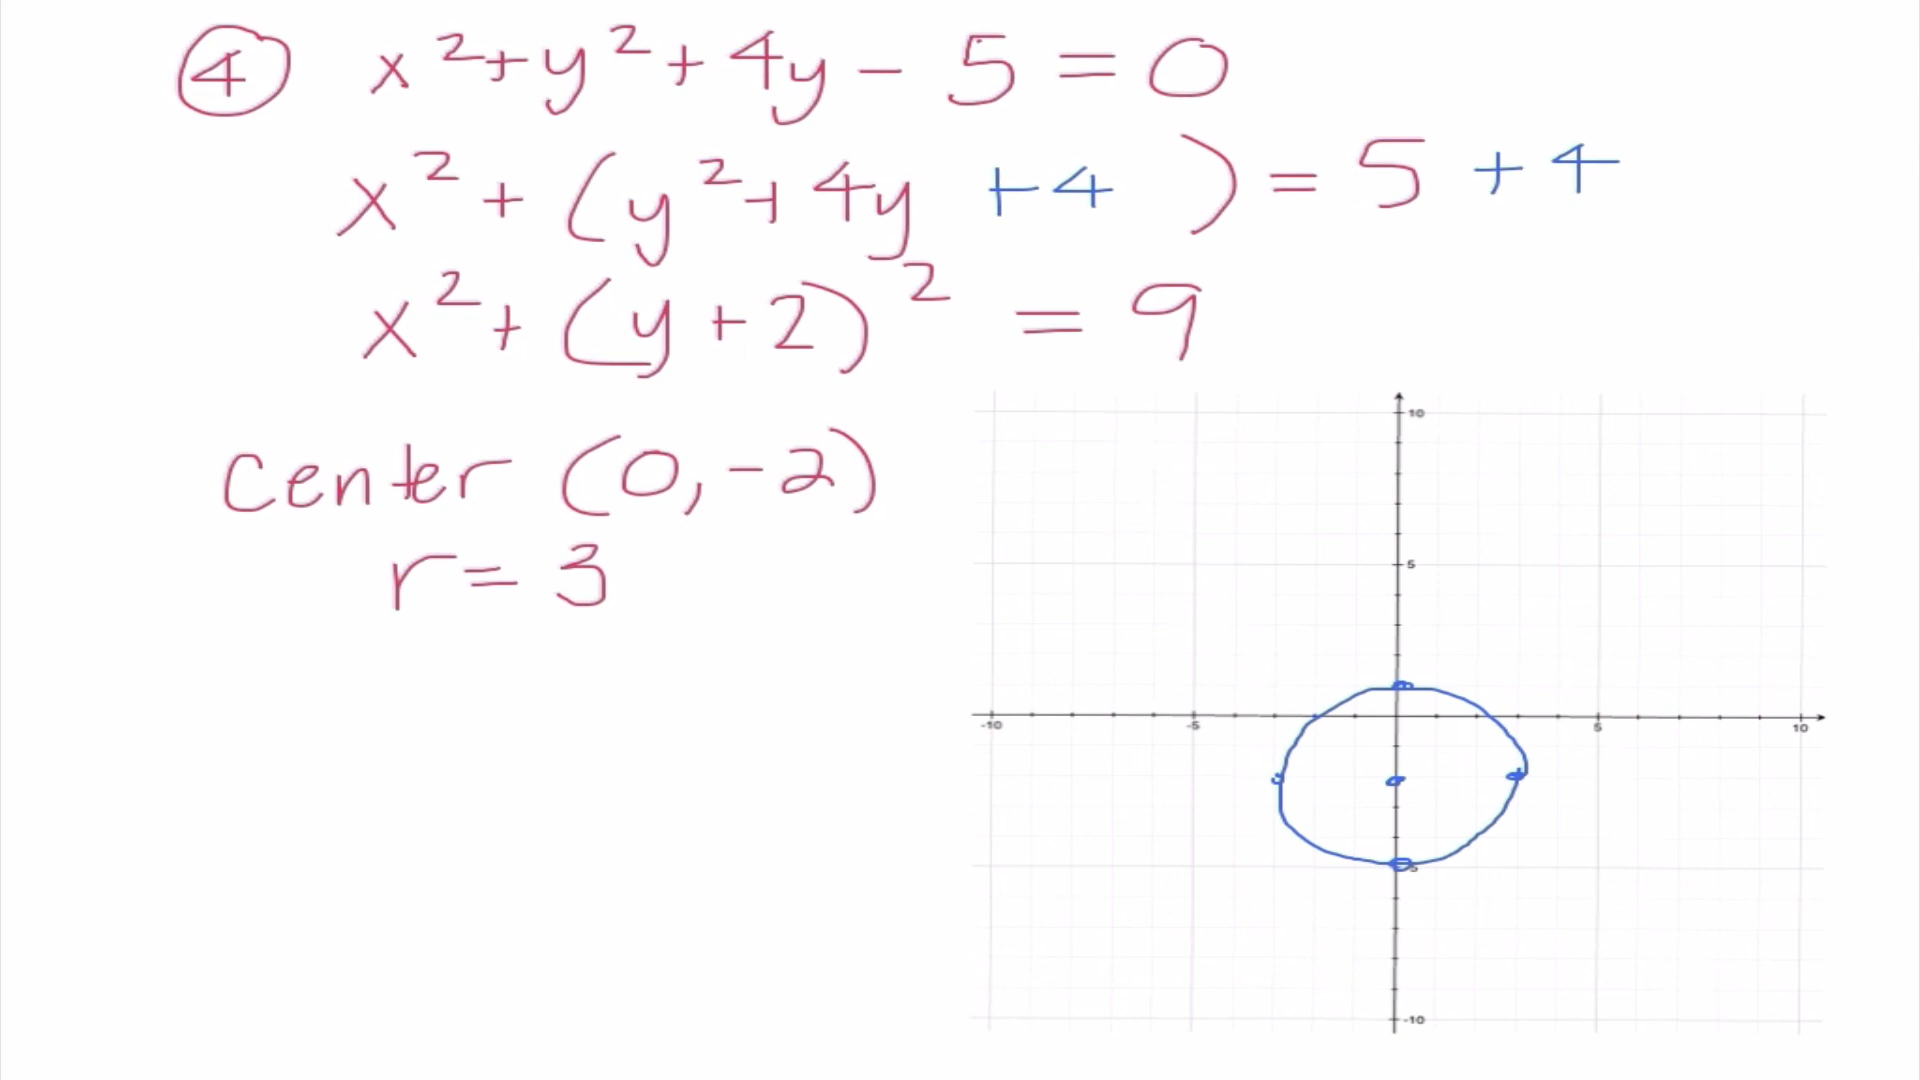 ④ x²+y²+4y-5=0
x²+(y²+4y+4)=5+4
x²+(y+2)²=9
center (0,-2)
r=3
10
5
-10 -5 5 10
-5
-10